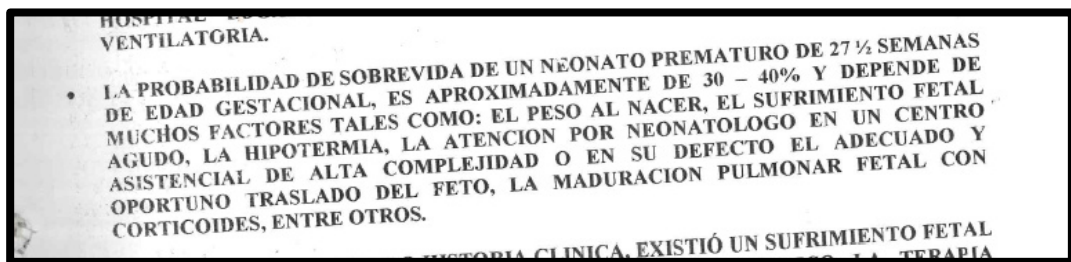 HOSPITAL
VENTILATORIA.
• LA PROBABILIDAD DE SOBREVIDA DE UN NEONATO PREMATURO DE 27 ½ SEMANAS
DE EDAD GESTACIONAL, ES APROXIMADAMENTE DE 30 – 40% Y DEPENDE DE
MUCHOS FACTORES TALES COMO: EL PESO AL NACER, EL SUFRIMIENTO FETAL
AGUDO, LA HIPOTERMIA, LA ATENCION POR NEONATOLOGO EN UN CENTRO
ASISTENCIAL DE ALTA COMPLEJIDAD O EN SU DEFECTO EL ADECUADO Y
OPORTUNO TRASLADO DEL FETO, LA MADURACION PULMONAR FETAL CON
CORTICOIDES, ENTRE OTROS.
HISTORIA CLINICA, EXISTIÓ UN SUFRIMIENTO FETAL
LA TERAPIA